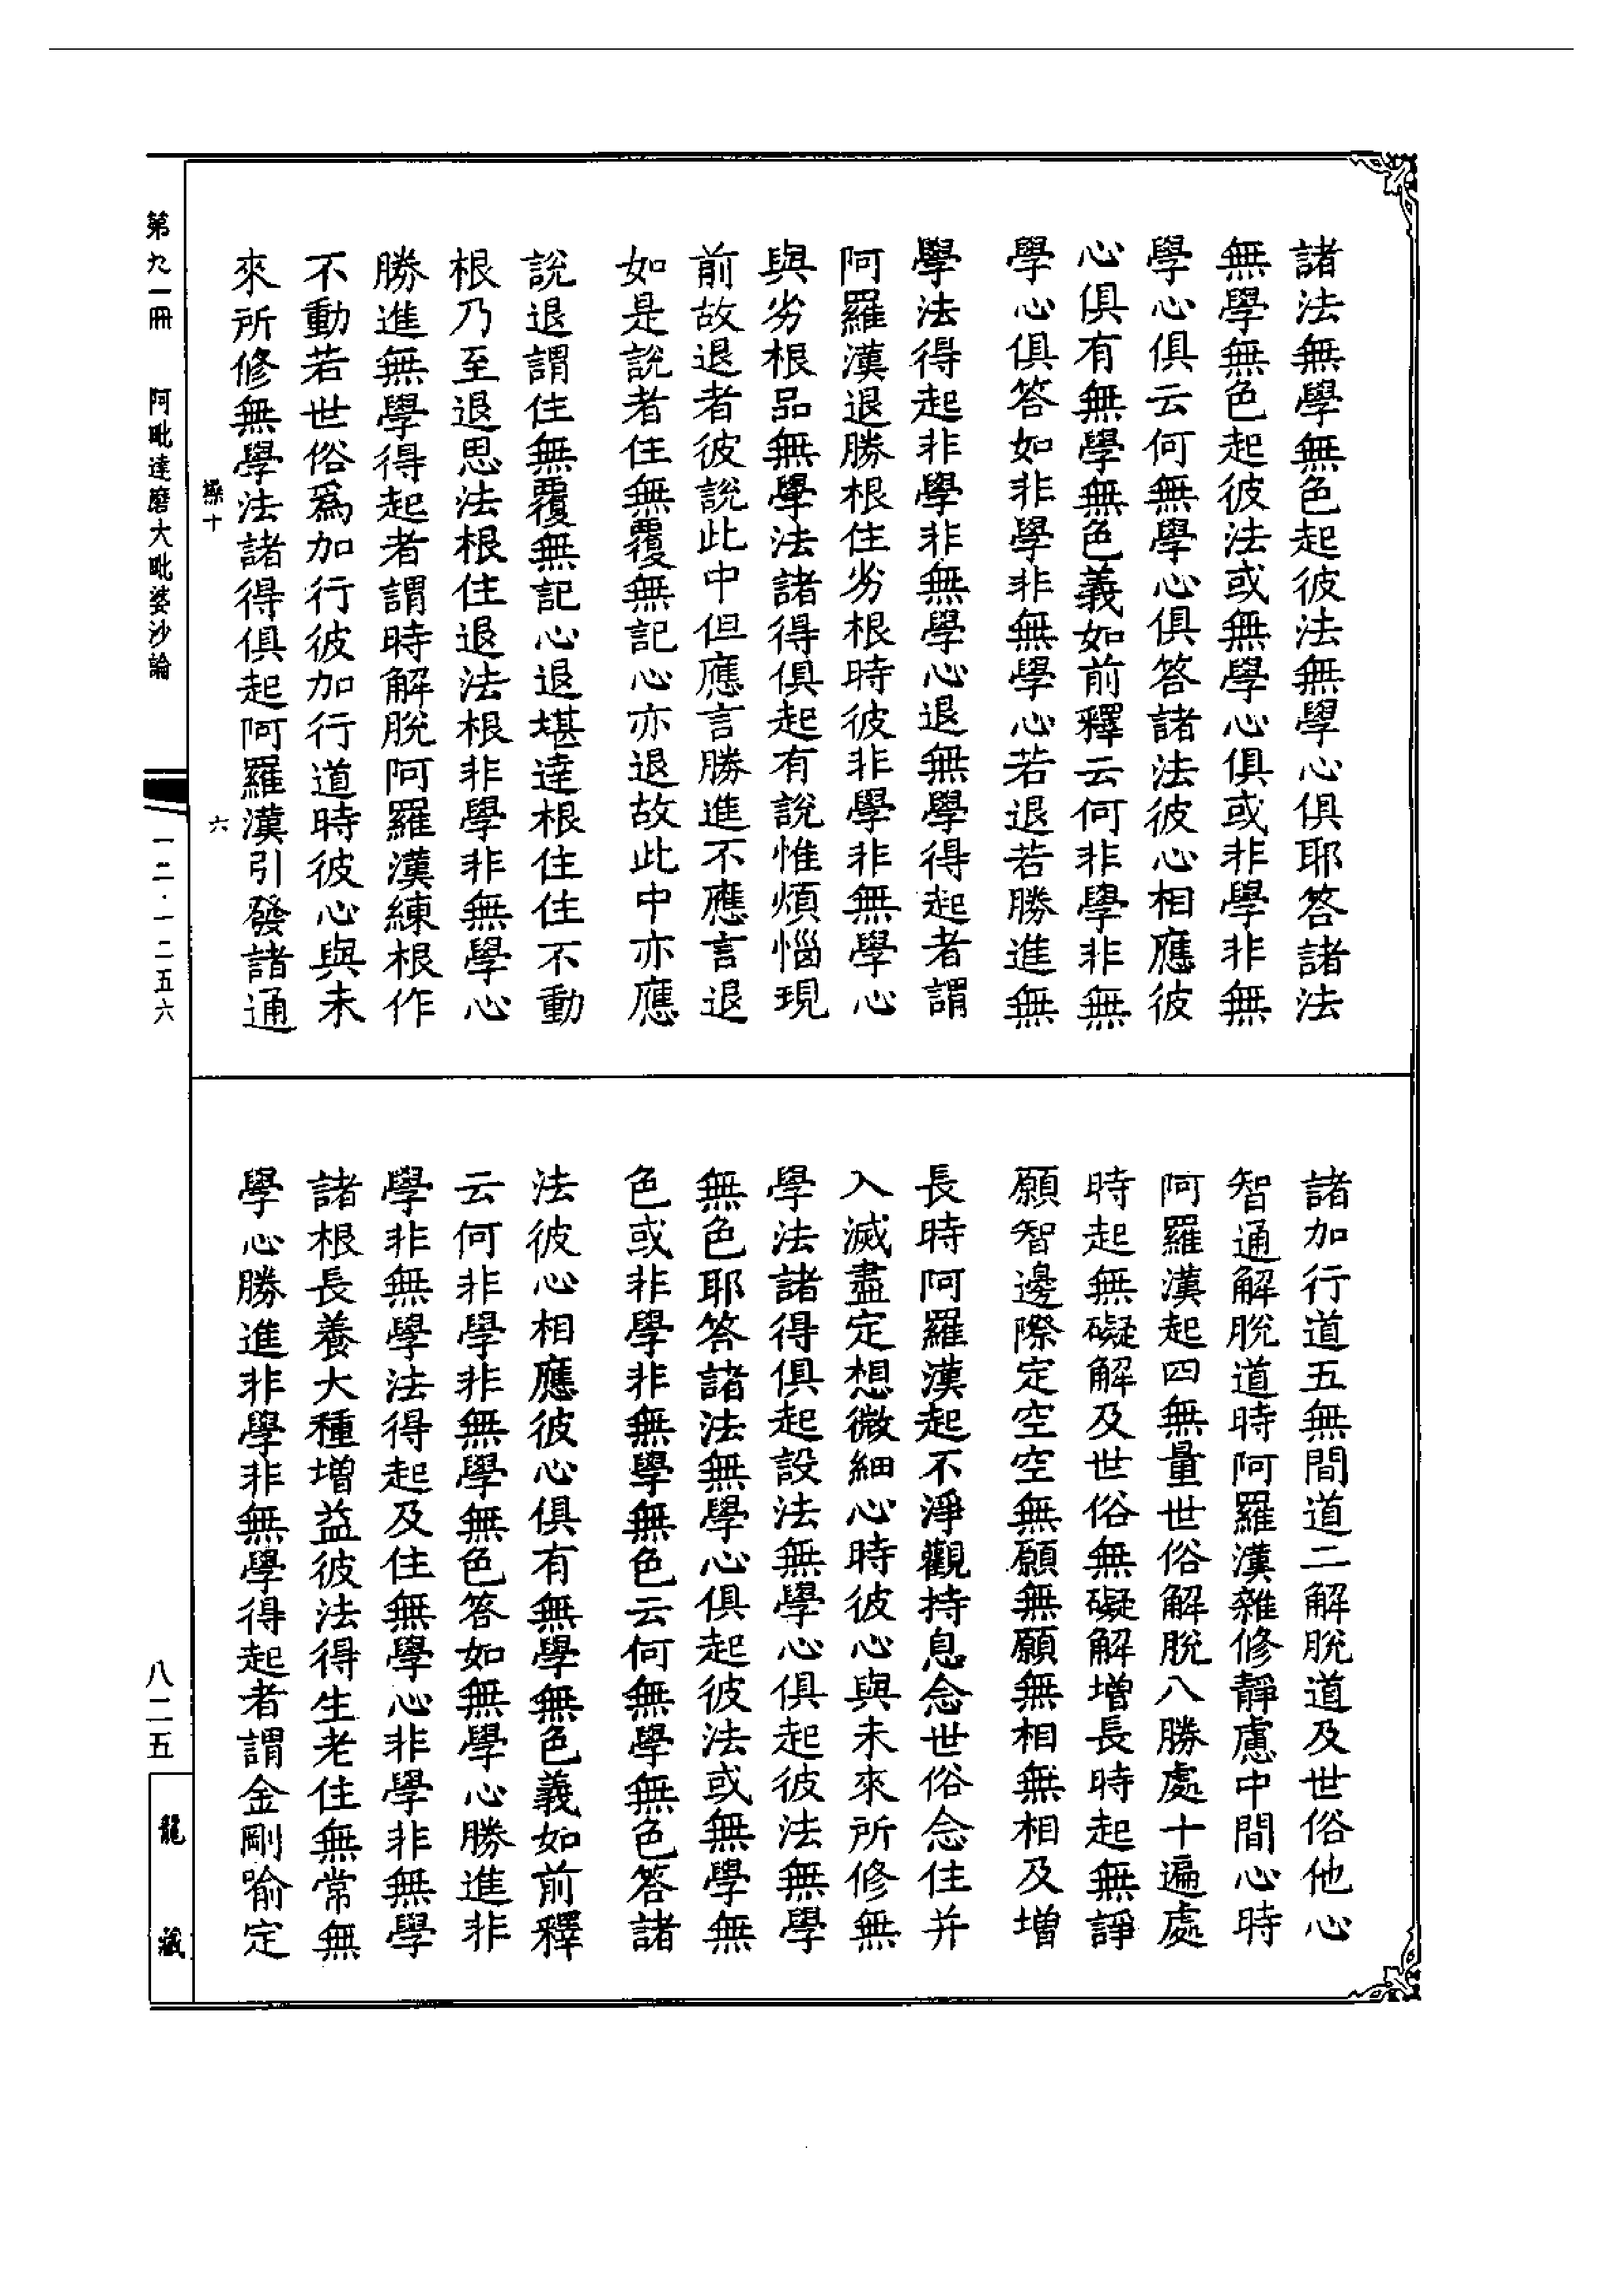 諸法無學無色起彼法無學心俱耶答諸法
無學無色起彼法或無學心俱或非學非無
學心俱云何無學心俱答諸法彼心相應彼
心俱有無學無色義如前釋云何非學非無
學心俱答如非學非無學心若退若勝進無
學法得起非學非無學心退無學得起者謂
阿羅漢退勝根住劣根時彼非學非無學心
與劣根品無學法諸得俱起有說惟煩惱現
前故退者彼說此中但應言勝進不應言退
如是說者住無覆無記心亦退故此中亦應
說退謂住無覆無記心退堪達根住住不動
根乃至退思法根住退法根非學非無學心
勝進無學得起者謂時解脫阿羅漢練根作
不動若世俗爲加行彼加行道時彼心與未
來所修無學法諸得俱起阿羅漢引發諸通
諸加行道五無間道二解脫道及世俗他心
智通解脫道時阿羅漢雜修靜慮中間心時
阿羅漢起四無量世俗解脫八勝處十遍處
時起無礙解及世俗無礙解增長時起無諍
願智邊際定空空無願無願無相無相及增
長時阿羅漢起不淨觀持息念世俗念住并
入滅盡定想微細心時彼心與未來所修無
學法諸得俱起設法無學心俱起彼法無學
無色耶答諸法無學心俱起彼法或無學無
色或非學非無學無色云何無學無色答諸
法彼心相應彼心俱有無學無色義如前釋
云何非學非無學無色答如無學心勝進非
學非無學法得起及住無學心非學非無學
諸根長養大種增益彼法得生老住無常無
學心勝進非學非無學得起者謂金剛喻定
操十
六
第九一冊 阿毗達磨大毗婆沙論
一二·一二五六
八二五
龍藏